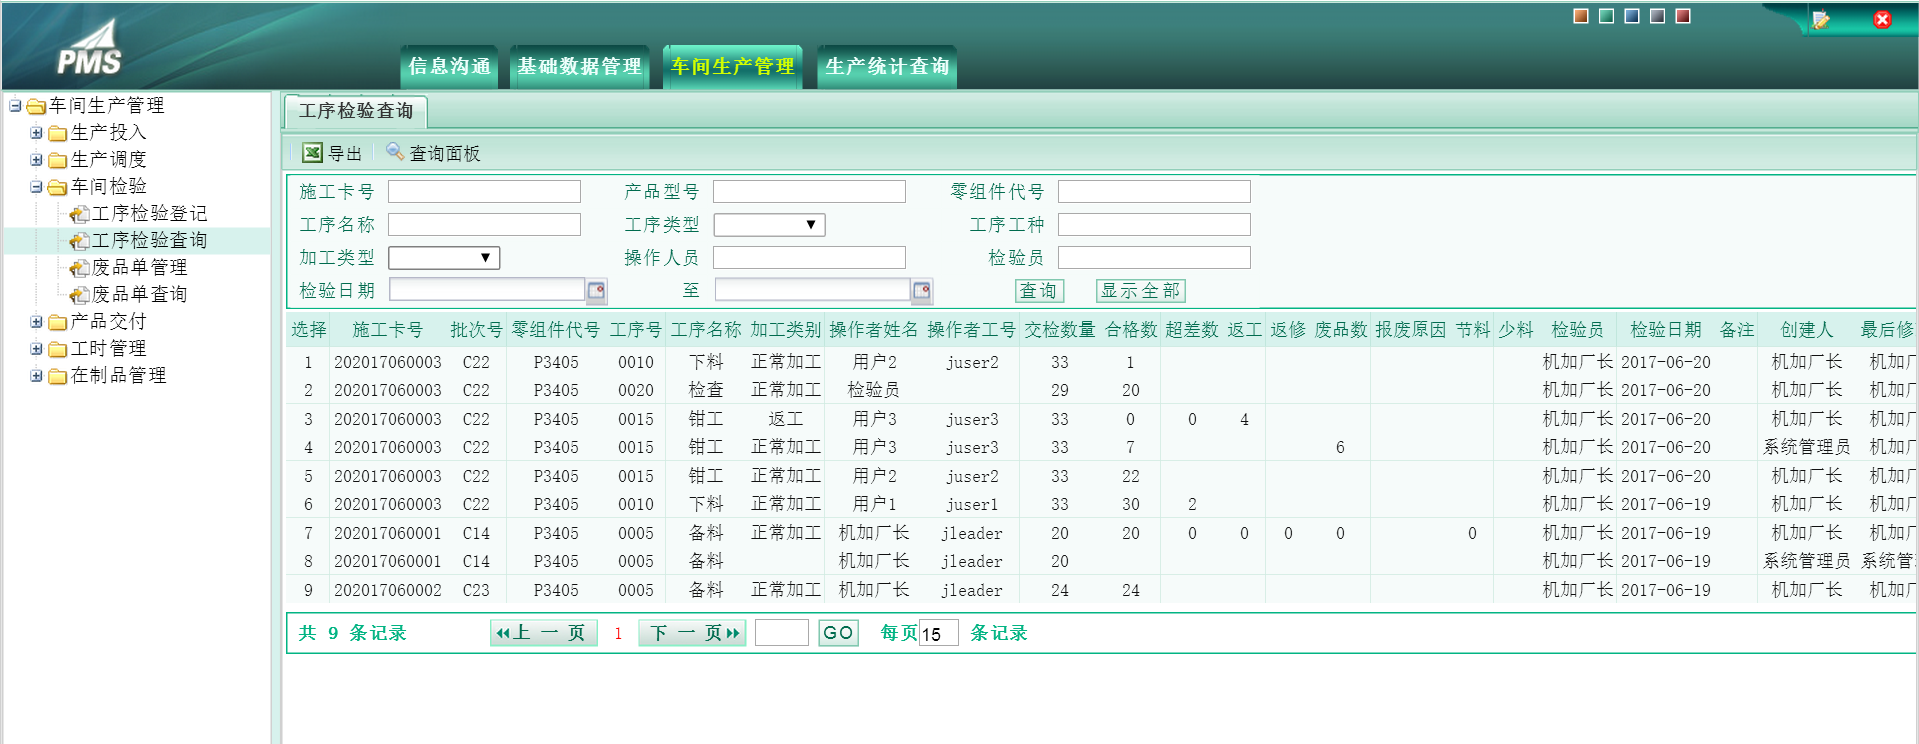 PMS
信息沟通 基础数据管理 车间生产管理 生产统计查询
车间生产管理
生产投入
生产调度
车间检验
工序检验登记
工序检验查询
废品单管理
废品单查询
产品交付
工时管理
在制品管理
工序检验查询
导出 查询面板
施工卡号 产品型号 零组件代号
工序名称 工序类型 工序工种
加工类型 操作人员 检验员
检验日期 至 查询 显示全部
选择 施工卡号 批次号 零组件代号 工序号 工序名称 加工类别 操作者姓名 操作者工号 交检数量 合格数 超差数 返工 返修 废品数 报废原因 节料 少料 检验员 检验日期 备注 创建人 最后修
1 202017060003 C22 P3405 0010 下料 正常加工 用户2 juser2 33 1 机加厂长 2017-06-20 机加厂长 机加厂
2 202017060003 C22 P3405 0020 检查 正常加工 检验员 29 20 机加厂长 2017-06-20 机加厂长 机加厂
3 202017060003 C22 P3405 0015 钳工 返工 用户3 juser3 33 0 0 4 机加厂长 2017-06-20 机加厂长 机加厂
4 202017060003 C22 P3405 0015 钳工 正常加工 用户3 juser3 33 7 6 机加厂长 2017-06-20 系统管理员 机加厂
5 202017060003 C22 P3405 0015 钳工 正常加工 用户2 juser2 33 22 机加厂长 2017-06-20 机加厂长 机加厂
6 202017060003 C22 P3405 0010 下料 正常加工 用户1 juser1 33 30 2 机加厂长 2017-06-19 机加厂长 机加厂
7 202017060001 C14 P3405 0005 备料 正常加工 机加厂长 jleader 20 20 0 0 0 0 0 机加厂长 2017-06-19 机加厂长 机加厂
8 202017060001 C14 P3405 0005 备料 机加厂长 jleader 20 机加厂长 2017-06-19 系统管理员 系统管
9 202017060002 C23 P3405 0005 备料 正常加工 机加厂长 jleader 24 24 机加厂长 2017-06-19 机加厂长 机加厂
共 9 条记录 上一页 1 下一页 GO 每页 15 条记录